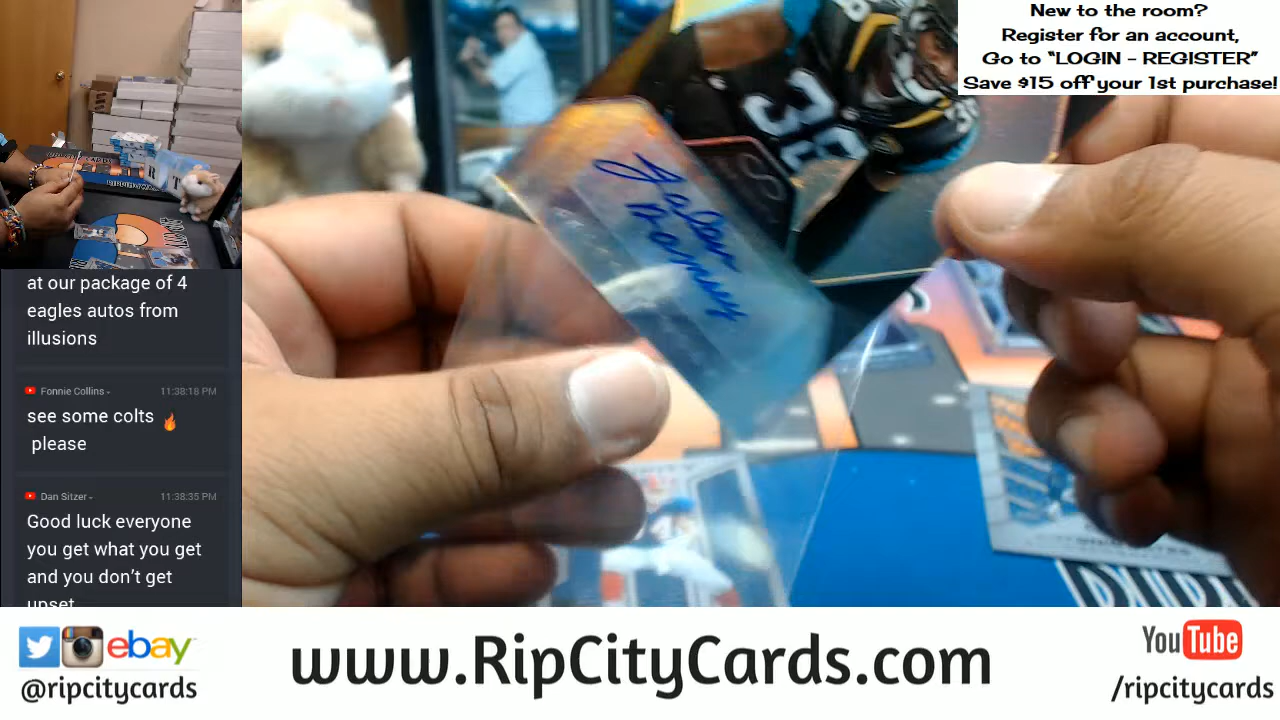 New to the room?
Register for an account,
Go to “LOGIN - REGISTER”
Save $15 off your 1st purchase!
38
at our package of 4
eagles autos from
illusions
Fonnie Collins
11:38:18 PM
see some colts 🔥
please
Dan Sitzer
11:38:35 PM
Good luck everyone
you get what you get
and you don’t get
upset
ebay
@ripcitycards
www.RipCityCards.com
YouTube
/ripcitycards